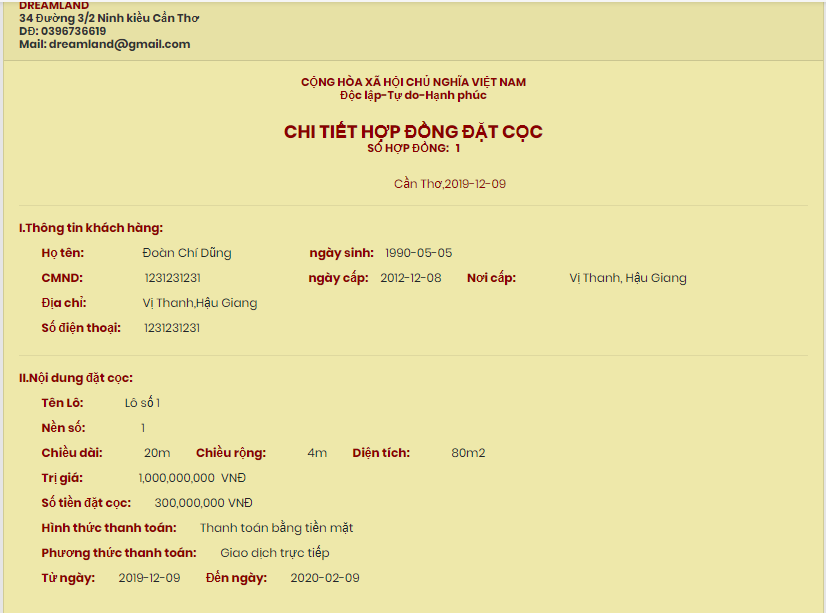 DREAMLAND
34 Đường 3/2 Ninh kiều Cần Thơ
DĐ: 0396736619
Mail: dreamland@gmail.com
CỘNG HÒA XÃ HỘI CHỦ NGHĨA VIỆT NAM
Độc lập-Tự do-Hạnh phúc
CHI TIẾT HỢP ĐỒNG ĐẶT CỌC
SỐ HỢP ĐỒNG: 1
Cần Thơ,2019-12-09
I.Thông tin khách hàng:
Họ tên: Đoàn Chí Dũng ngày sinh: 1990-05-05
CMND: 1231231231 ngày cấp: 2012-12-08 Nơi cấp: Vị Thanh, Hậu Giang
Địa chỉ: Vị Thanh,Hậu Giang
Số điện thoại: 1231231231
II.Nội dung đặt cọc:
Tên Lô: Lô số 1
Nền số: 1
Chiều dài: 20m Chiều rộng: 4m Diện tích: 80m2
Trị giá: 1,000,000,000 VNĐ
Số tiền đặt cọc: 300,000,000 VNĐ
Hình thức thanh toán: Thanh toán bằng tiền mặt
Phương thức thanh toán: Giao dịch trực tiếp
Từ ngày: 2019-12-09 Đến ngày: 2020-02-09